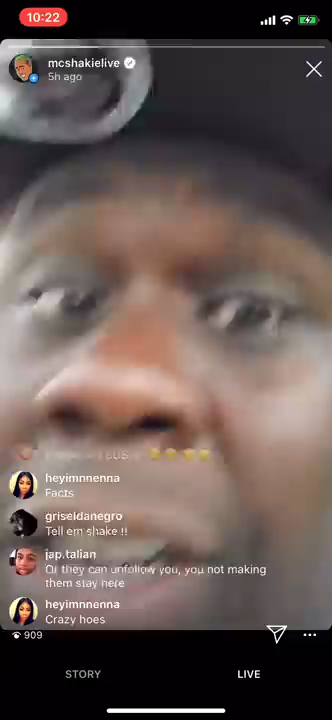 10:22
mcshakielive
5h ago
heyimnnenna
Facts
griseldanegro
Tell em shake !!
jap.talian
Or they can unfollow you, you not making
them stay here
heyimnnenna
Crazy hoes
909
STORY
LIVE